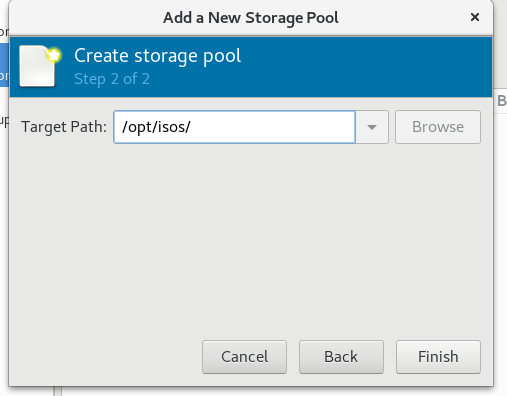 Add a New Storage Pool
Create storage pool
Step 2 of 2
Target Path: /opt/isos/ Browse
Cancel Back Finish